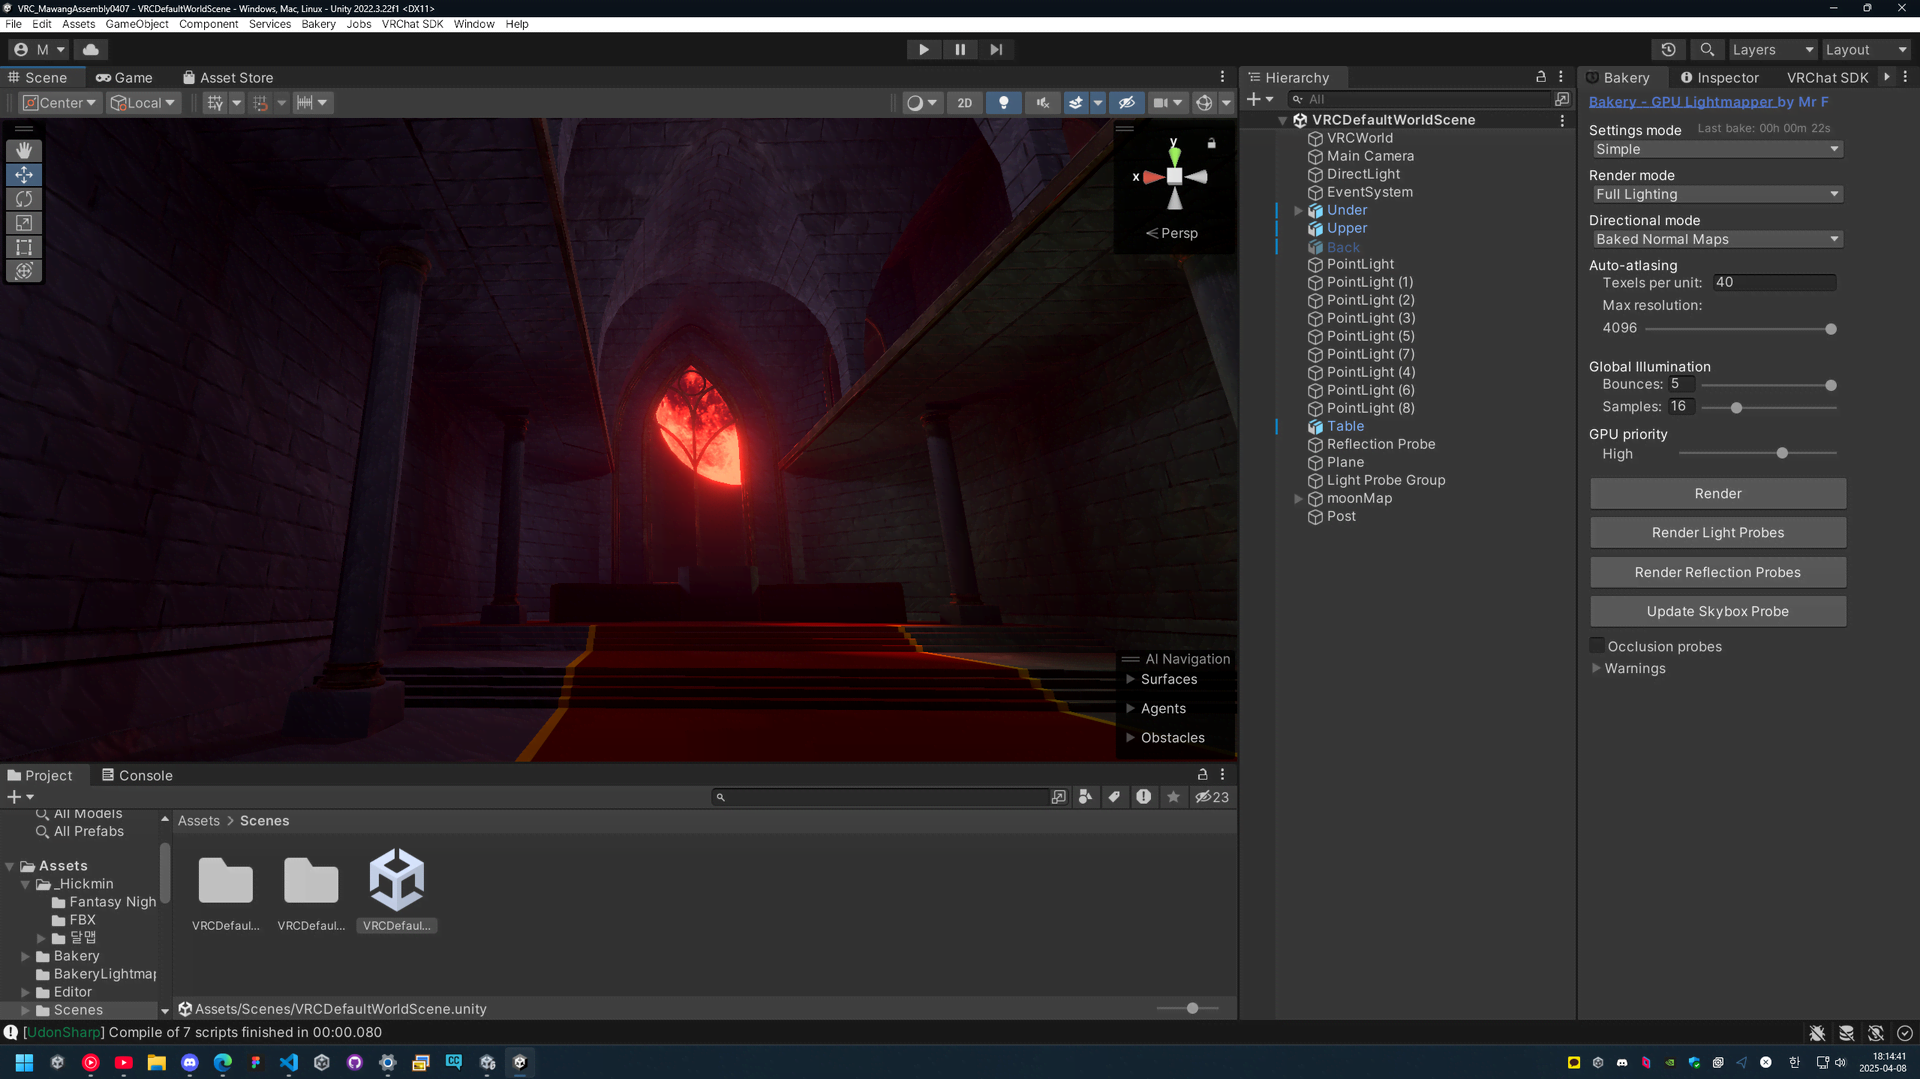 VRC_MawangAssembly0407 - VRCDefaultWorldScene - Windows, Mac, Linux - Unity 2022.3.22f1 <DX11>
File Edit Assets GameObject Component Services Bakery Jobs VRChat SDK Window Help
M
Layers
Layout
Scene
Game
Asset Store
Center
Local
2D
y
x
Persp
AI Navigation
Surfaces
Agents
Obstacles
Hierarchy
All
VRCDefaultWorldScene
VRCWorld
Main Camera
DirectLight
EventSystem
Under
Upper
Back
PointLight
PointLight (1)
PointLight (2)
PointLight (3)
PointLight (5)
PointLight (7)
PointLight (4)
PointLight (6)
PointLight (8)
Table
Reflection Probe
Plane
Light Probe Group
moonMap
Post
Bakery
Inspector
VRChat SDK
Bakery - GPU Lightmapper by Mr F
Settings mode Last bake: 00h 00m 22s
Simple
Render mode
Full Lighting
Directional mode
Baked Normal Maps
Auto-atlasing
Texels per unit: 40
Max resolution:
4096
Global Illumination
Bounces: 5
Samples: 16
GPU priority
High
Render
Render Light Probes
Render Reflection Probes
Update Skybox Probe
Occlusion probes
Warnings
Project
Console
23
All Models
All Prefabs
Assets
_Hickmin
Fantasy Nigh
FBX
달맵
Bakery
BakeryLightmap
Editor
Scenes
Assets > Scenes
VRCDefaul...
VRCDefaul...
VRCDefaul...
Assets/Scenes/VRCDefaultWorldScene.unity
[UdonSharp] Compile of 7 scripts finished in 00:00.080
CC
한
18:14:41
2025-04-08